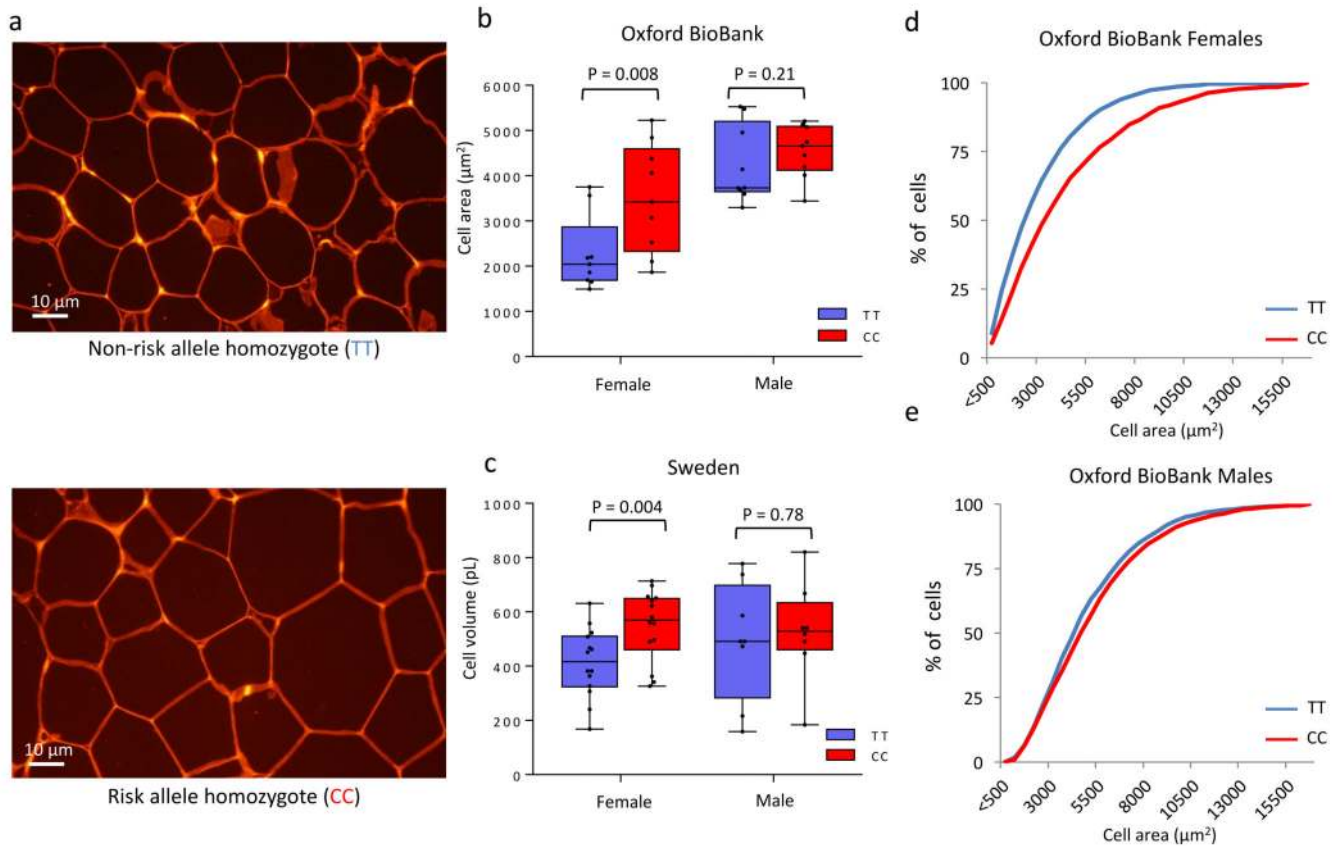 a
10 µm
Non-risk allele homozygote (TT)
10 µm
Risk allele homozygote (CC)
b
Oxford BioBank
P = 0.008
P = 0.21
Cell area (µm²)
6000
5000
4000
3000
2000
1000
0
TT
CC
Female
Male
c
Sweden
P = 0.004
P = 0.78
Cell volume (pL)
1000
800
600
400
200
0
TT
CC
Female
Male
d
Oxford BioBank Females
% of cells
100
75
50
25
0
TT
CC
<500
3000
5500
8000
10500
13000
15500
Cell area (µm²)
e
Oxford BioBank Males
% of cells
100
75
50
25
0
TT
CC
<500
3000
5500
8000
10500
13000
15500
Cell area (µm²)